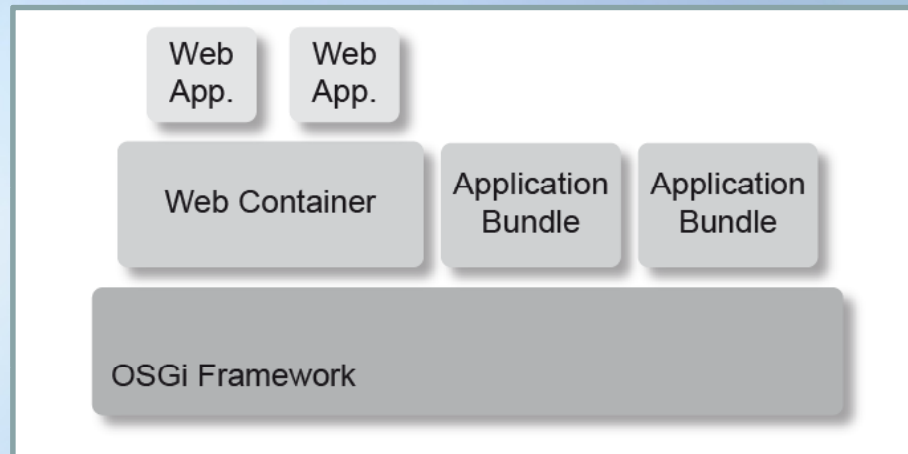 Web
App.
Web
App.
Web Container
Application
Bundle
Application
Bundle
OSGi Framework